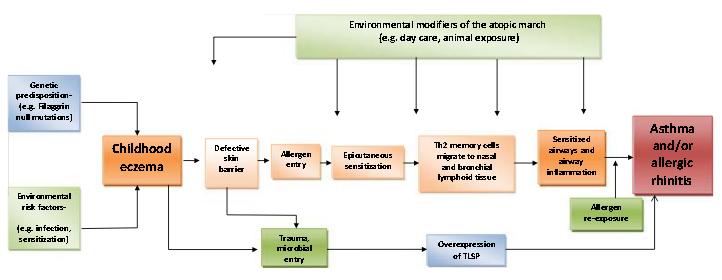 Environmental modifiers of the atopic march
(e.g. day care, animal exposure)
Genetic
predisposition-
(e.g. Filaggrin
null mutations)
Childhood
eczema
Defective
skin
barrier
Allergen
entry
Epicutaneous
sensitization
Th2 memory cells
migrate to nasal
and bronchial
lymphoid tissue
Sensitized
airways and
airway
inflammation
Asthma
and/or
allergic
rhinitis
Environmental
risk factors-
(e.g. infection,
sensitization)
Trauma,
microbial
entry
Overexpression
of TLSP
Allergen
re-exposure